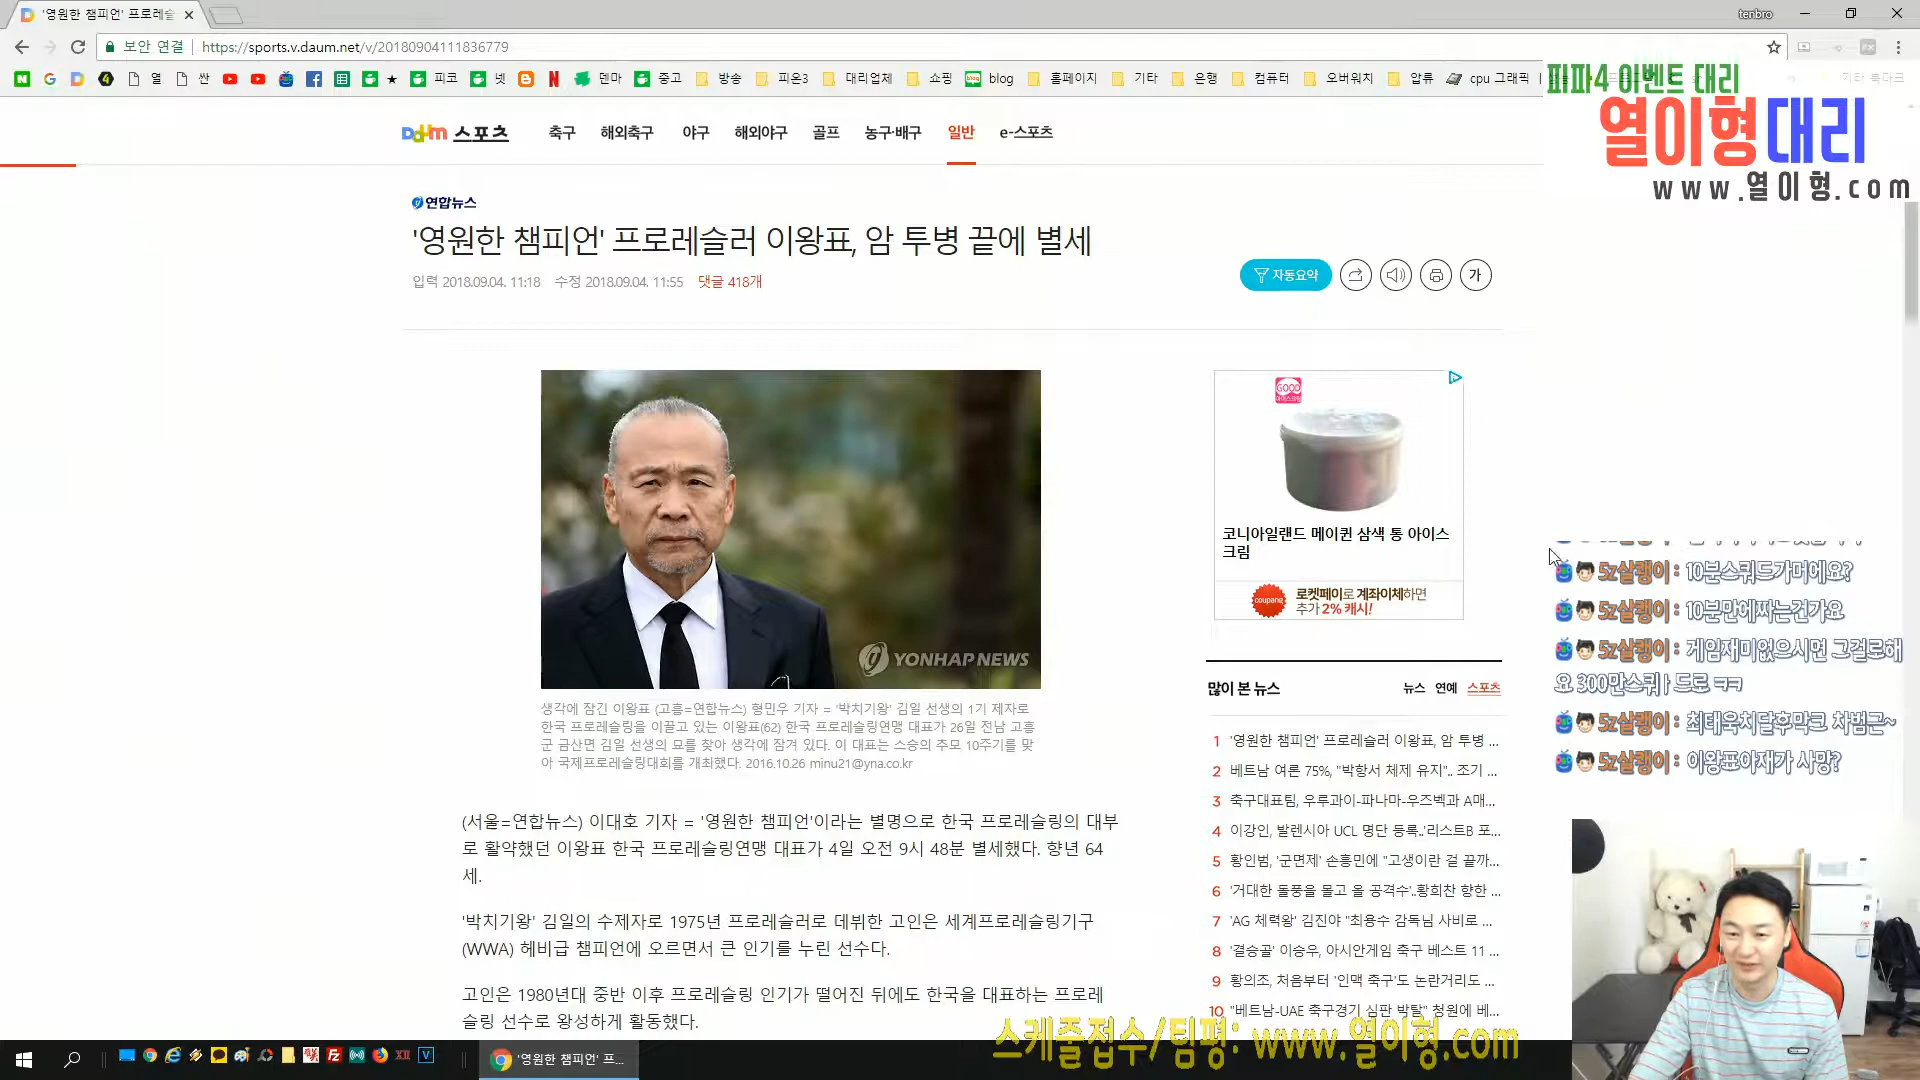 '영원한 챔피언' 프로레슬
tenbro
보안 연결
https://sports.v.daum.net/v/20180904111836779
열
싼
피코
넷
덴마
중고
방송
피온3
대리업체
쇼핑
blog
홈페이지
기타
은행
컴퓨터
오버워치
압류
cpu 그래픽
기타 북마크
피파4 이벤트 대리
열이형대리
www.열이형.com
Daum 스포츠
축구
해외축구
야구
해외야구
골프
농구·배구
일반
e-스포츠
연합뉴스
'영원한 챔피언' 프로레슬러 이왕표, 암 투병 끝에 별세
입력 2018.09.04. 11:18 수정 2018.09.04. 11:55 댓글 418개
자동요약
가
YONHAP NEWS
생각에 잠긴 이왕표 (고흥=연합뉴스) 형민우 기자 = '박치기왕' 김일 선생의 1기 제자로
한국 프로레슬링을 이끌고 있는 이왕표(62) 한국 프로레슬링연맹 대표가 26일 전남 고흥
군 금산면 김일 선생의 묘를 찾아 생각에 잠겨 있다. 이 대표는 스승의 추모 10주기를 맞
아 국제프로레슬링대회를 개최했다. 2016.10.26 minu21@yna.co.kr
(서울=연합뉴스) 이대호 기자 = '영원한 챔피언'이라는 별명으로 한국 프로레슬링의 대부
로 활약했던 이왕표 한국 프로레슬링연맹 대표가 4일 오전 9시 48분 별세했다. 향년 64
세.
'박치기왕' 김일의 수제자로 1975년 프로레슬러로 데뷔한 고인은 세계프로레슬링기구
(WWA) 헤비급 챔피언에 오르면서 큰 인기를 누린 선수다.
고인은 1980년대 중반 이후 프로레슬링 인기가 떨어진 뒤에도 한국을 대표하는 프로레
슬링 선수로 왕성하게 활동했다.
GOOD
아이스크림
코니아일랜드 메이퀸 삼색 통 아이스
크림
coupang
로켓페이로 계좌이체하면
추가 2% 캐시!
많이 본 뉴스
뉴스 연예 스포츠
1 '영원한 챔피언' 프로레슬러 이왕표, 암 투병 ...
2 베트남 여론 75%, "박항서 체제 유지".. 조기 ...
3 축구대표팀, 우루과이-파나마-우즈벡과 A매...
4 이강인, 발렌시아 UCL 명단 등록..'리스트B 포...
5 황인범, '군면제' 손흥민에 "고생이란 걸 끝까...
6 '거대한 돌풍을 몰고 올 공격수'..황희찬 향한 ...
7 'AG 체력왕' 김진야 "최용수 감독님 사비로 ...
8 '결승골' 이승우, 아시안게임 축구 베스트 11 ...
9 황의조, 처음부터 '인맥 축구'도 논란거리도 ...
10 "베트남-UAE 축구경기 심판 박탈" 청원에 베...
5z살쾡이 : 10분스쿼드가머에요?
5z살쾡이 : 10분만에짜는건가요
5z살쾡이 : 게임재미없으시면 그걸로해
요 300만스쿼ㅏ 드로 ㅋㅋ
5z살쾡이 : 최태욱치달후막크 차범근~
5z살쾡이 : 이왕표아재가 사망?
스케줄접수/팀평: www.열이형.com
'영원한 챔피언' 프...